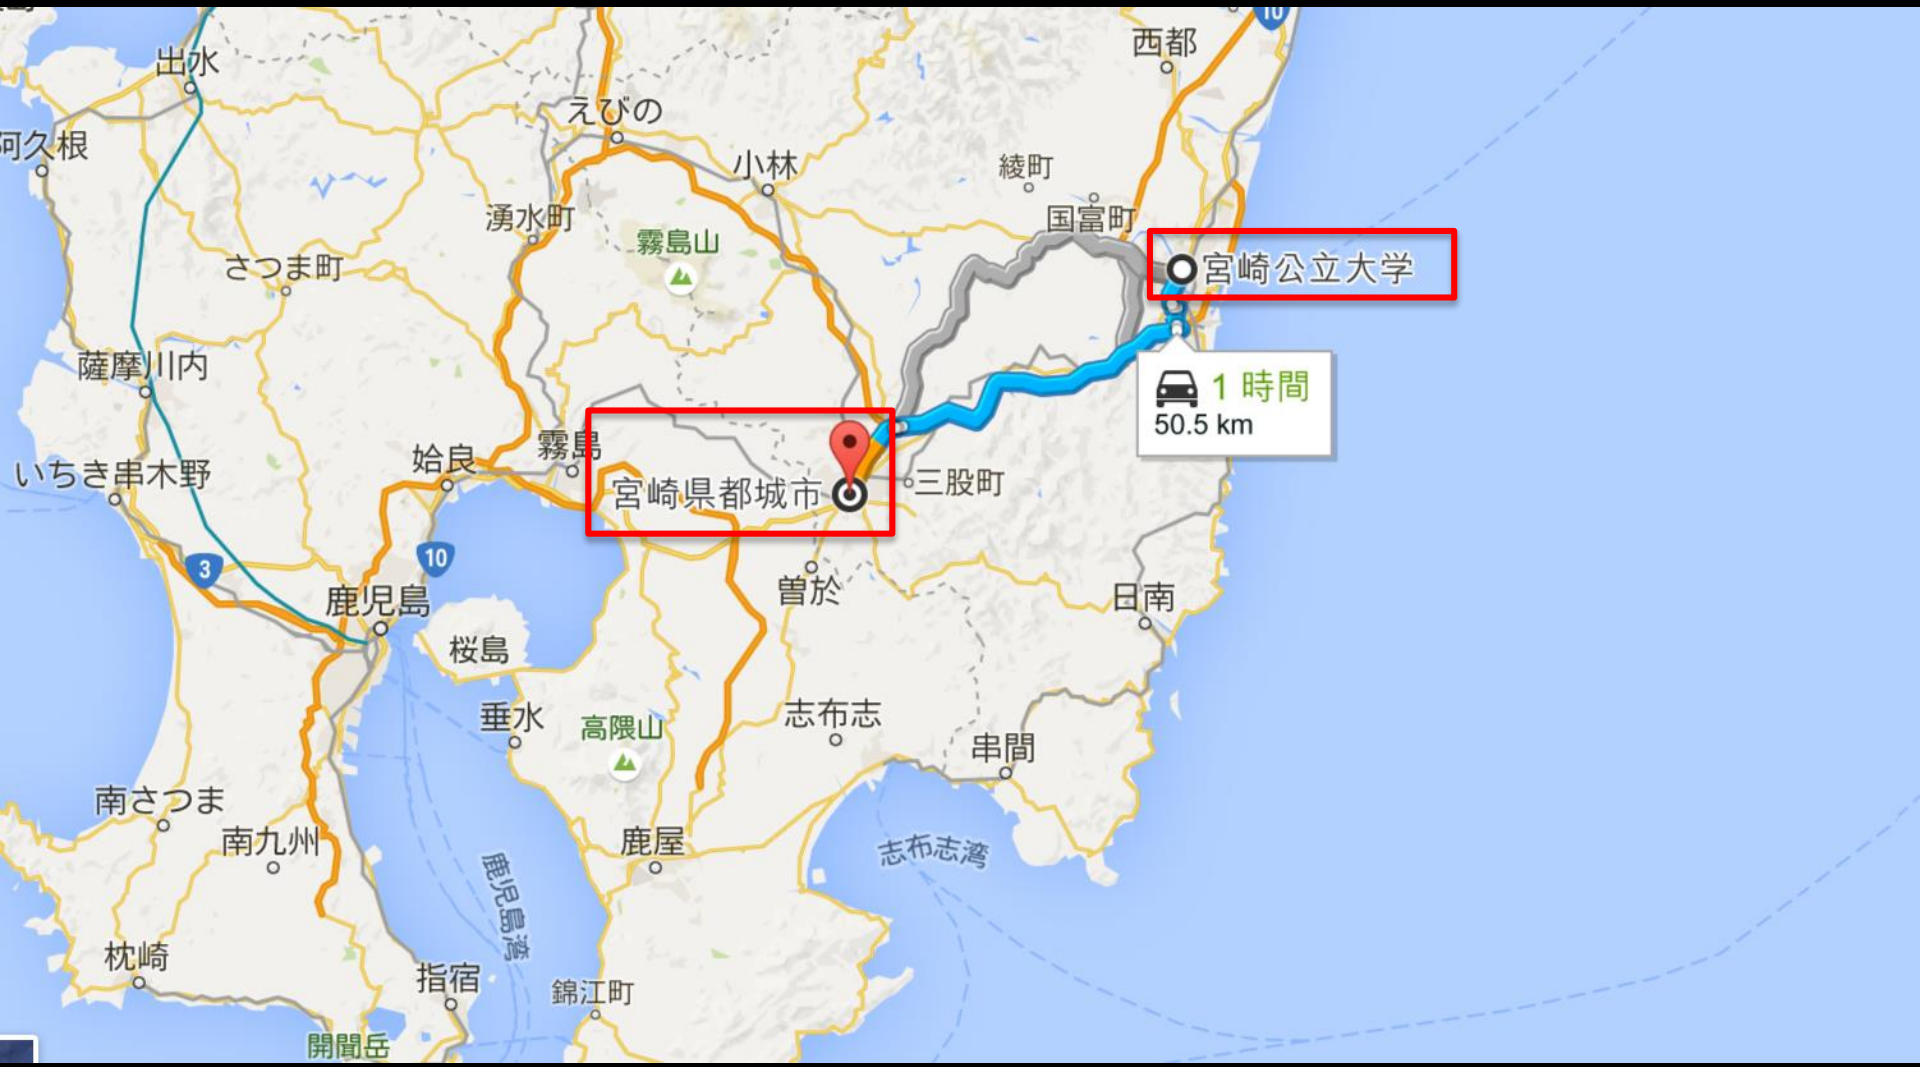 10
西都
出水
えびの
阿久根
小林
綾町
湧水町
国富町
霧島山
さつま町
宮崎公立大学
薩摩川内
1 時間
50.5 km
霧島
姶良
いちき串木野
宮崎県都城市
三股町
10
3
曽於
鹿児島
日南
桜島
垂水
高隈山
志布志
串間
南さつま
南九州
鹿屋
志布志湾
鹿児島湾
枕崎
指宿
錦江町
開聞岳